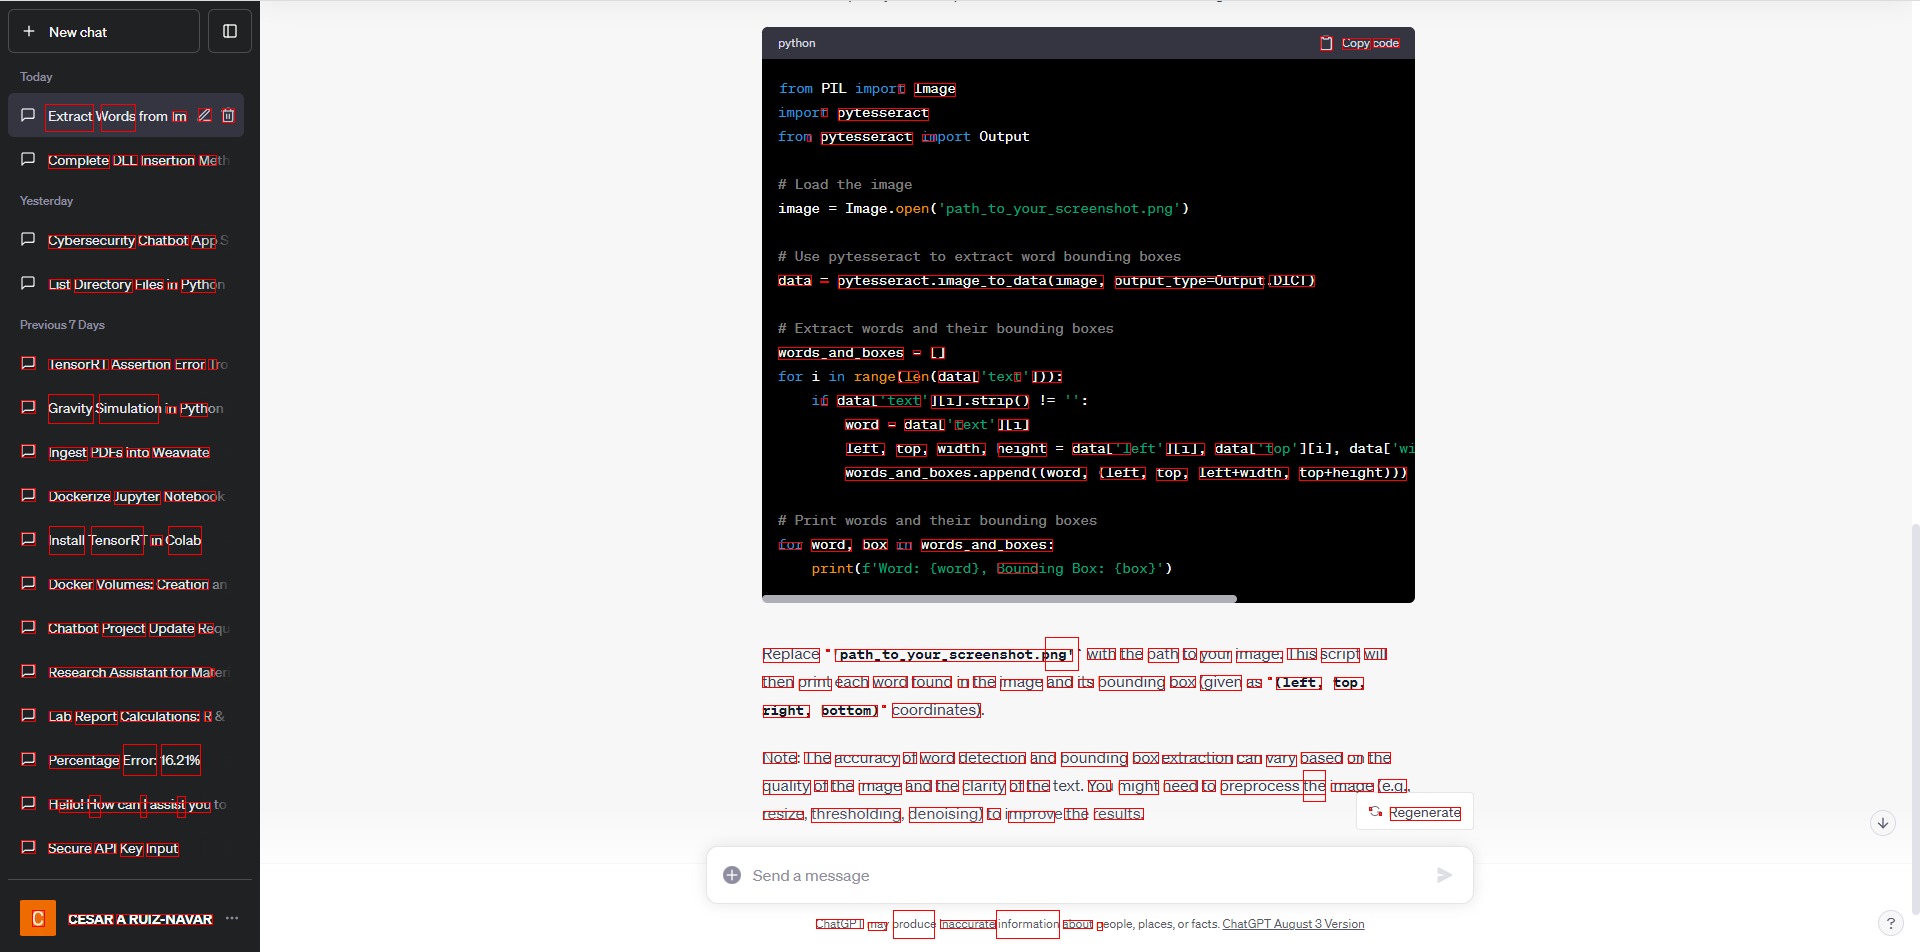 New chat
Today
Extract Words from Im
Complete DLL Insertion Meth
Yesterday
Cybersecurity Chatbot App S
List Directory Files in Python
Previous 7 Days
TensorRT Assertion Error Tro
Gravity Simulation in Python
Ingest PDFs into Weaviate
Dockerize Jupyter Notebook
Install TensorRT in Colab
Docker Volumes: Creation an
Chatbot Project Update Requ
Research Assistant for Materi
Lab Report Calculations: R &
Percentage Error: 16.21%
Hello! How can I assist you to
Secure API Key Input
C
CESAR A RUIZ-NAVAR
python
Copy code
from PIL import Image
import pytesseract
from pytesseract import Output
# Load the image
image = Image.open('path_to_your_screenshot.png')
# Use pytesseract to extract word bounding boxes
data = pytesseract.image_to_data(image, output_type=Output.DICT)
# Extract words and their bounding boxes
words_and_boxes = []
for i in range(len(data['text'])):
if data['text'][i].strip() != '':
word = data['text'][i]
left, top, width, height = data['left'][i], data['top'][i], data['wi
words_and_boxes.append((word, (left, top, left+width, top+height)))
# Print words and their bounding boxes
for word, box in words_and_boxes:
print(f'Word: {word}, Bounding Box: {box}')
Replace `'path_to_your_screenshot.png'` with the path to your image. This script will
then print each word found in the image and its bounding box (given as `(left, top,
right, bottom)` coordinates).
Note: The accuracy of word detection and bounding box extraction can vary based on the
quality of the image and the clarity of the text. You might need to preprocess the image (e.g.,
resize, thresholding, denoising) to improve the results.
Regenerate
Send a message
ChatGPT may produce inaccurate information about people, places, or facts. ChatGPT August 3 Version
?